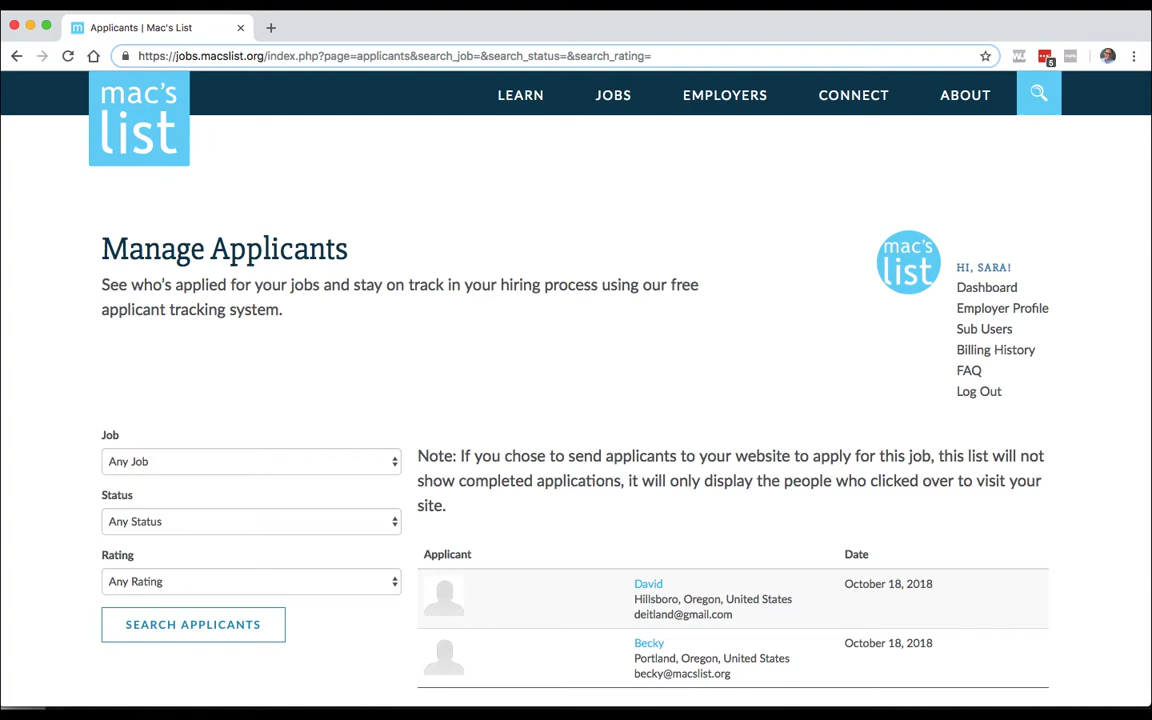 Applicants | Mac's List
https://jobs.macslist.org/index.php?page=applicants&search_job=&search_status=&search_rating=
5
mac's
list
LEARN
JOBS
EMPLOYERS
CONNECT
ABOUT
Manage Applicants
See who's applied for your jobs and stay on track in your hiring process using our free
applicant tracking system.
mac's
list
HI, SARA!
Dashboard
Employer Profile
Sub Users
Billing History
FAQ
Log Out
Job
Any Job
Status
Any Status
Rating
Any Rating
SEARCH APPLICANTS
Note: If you chose to send applicants to your website to apply for this job, this list will not
show completed applications, it will only display the people who clicked over to visit your
site.
Applicant Date
David October 18, 2018
Hillsboro, Oregon, United States
deitland@gmail.com
Becky October 18, 2018
Portland, Oregon, United States
becky@macslist.org